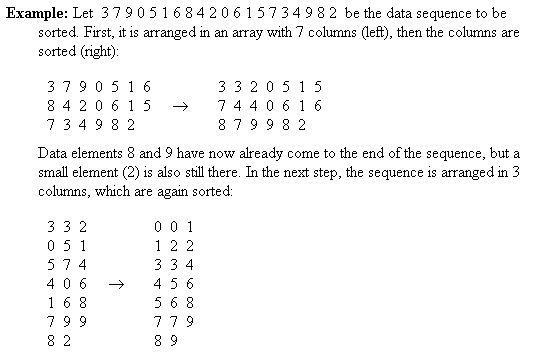 Example: Let 3 7 9 0 5 1 6 8 4 2 0 6 1 5 7 3 4 9 8 2 be the data sequence to be
sorted. First, it is arranged in an array with 7 columns (left), then the columns are
sorted (right):
3 7 9 0 5 1 6 3 3 2 0 5 1 5
8 4 2 0 6 1 5 → 7 4 4 0 6 1 6
7 3 4 9 8 2 8 7 9 9 8 2
Data elements 8 and 9 have now already come to the end of the sequence, but a
small element (2) is also still there. In the next step, the sequence is arranged in 3
columns, which are again sorted:
3 3 2 0 0 1
0 5 1 1 2 2
5 7 4 3 3 4
4 0 6 → 4 5 6
1 6 8 5 6 8
7 9 9 7 7 9
8 2 8 9